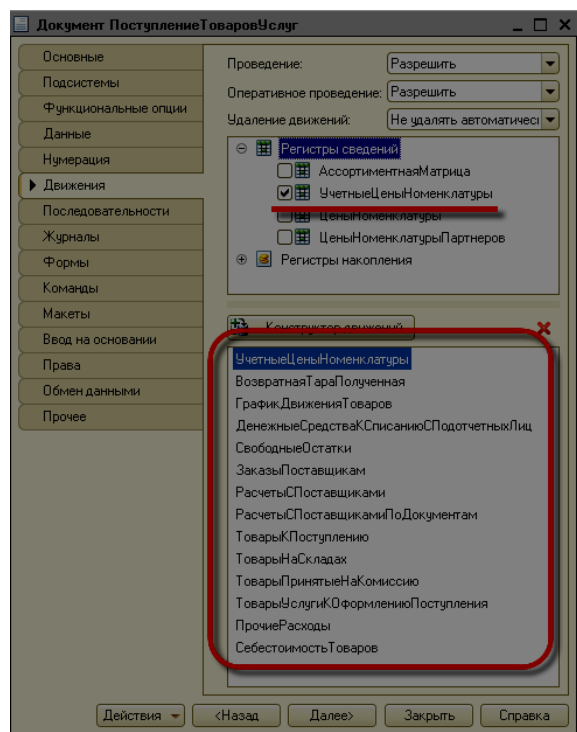 Документ ПоступлениеТоваровУслуг
Основные
Подсистемы
Функциональные опции
Данные
Нумерация
Движения
Последовательности
Журналы
Формы
Команды
Макеты
Ввод на основании
Права
Обмен данными
Прочее
Проведение: Разрешить
Оперативное проведение: Разрешить
Удаление движений: Не удалять автоматичесі
Регистры сведений
АссортиментнаяМатрица
УчетныеЦеныНоменклатуры
ЦеныНоменклатуры
ЦеныНоменклатурыПартнеров
Регистры накопления
Конструктор движений
УчетныеЦеныНоменклатуры
ВозвратнаяТараПолученная
ГрафикДвиженияТоваров
ДенежныеСредстваКСписаниюСПодотчетныхЛиц
СвободныеОстатки
ЗаказыПоставщикам
РасчетыСПоставщиками
РасчетыСПоставщикамиПоДокументам
ТоварыКПоступлению
ТоварыНаСкладах
ТоварыПринятыеНаКомиссию
ТоварыУслугиКОформлениюПоступления
ПрочиеРасходы
СебестоимостьТоваров
Действия <Назад Далее> Закрыть Справка